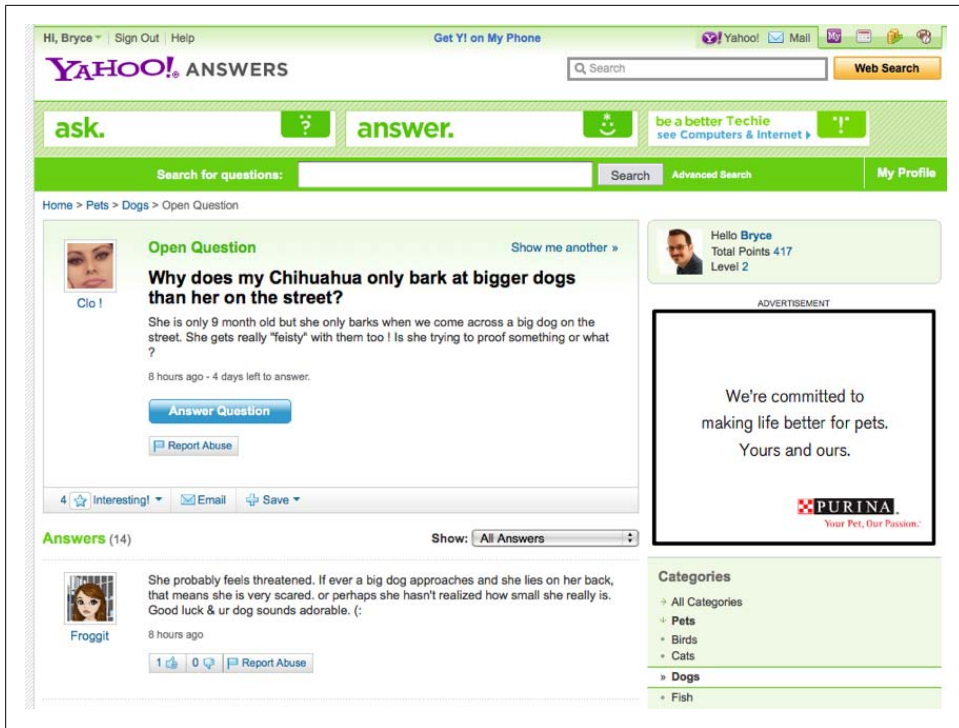 Hi, Bryce Sign Out Help Get Y! on My Phone Yahoo! Mail My
YAHOO! ANSWERS Search Web Search
ask. answer. be a better Techie
see Computers & Internet
Search for questions: Search Advanced Search My Profile
Home > Pets > Dogs > Open Question
Open Question Show me another »
Why does my Chihuahua only bark at bigger dogs
than her on the street?
Clo !
She is only 9 month old but she only barks when we come across a big dog on the
street. She gets really "feisty" with them too ! Is she trying to proof something or what
?
8 hours ago - 4 days left to answer.
Answer Question
Report Abuse
4 Interesting! Email Save
Answers (14) Show: All Answers
She probably feels threatened. If ever a big dog approaches and she lies on her back,
that means she is very scared. or perhaps she hasn't realized how small she really is.
Good luck & ur dog sounds adorable. (:
Froggit
8 hours ago
1 0 Report Abuse
Hello Bryce
Total Points 417
Level 2
ADVERTISEMENT
We're committed to
making life better for pets.
Yours and ours.
PURINA
Your Pet, Our Passion.
Categories
All Categories
Pets
Birds
Cats
» Dogs
Fish